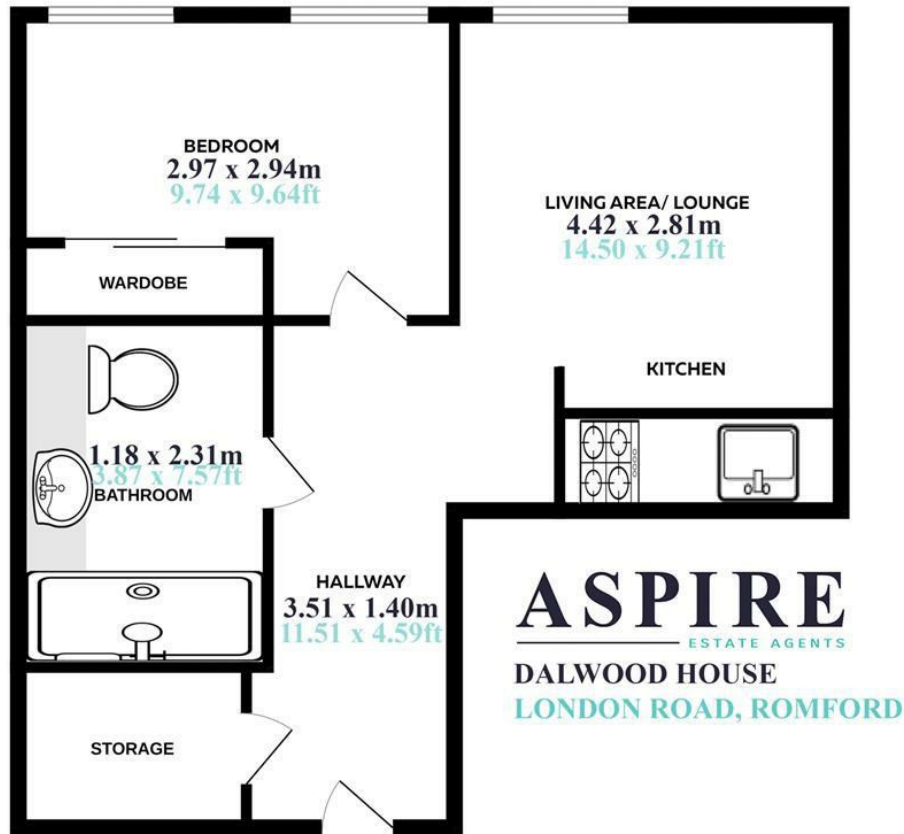 BEDROOM
2.97 x 2.94m
9.74 x 9.64ft
LIVING AREA/ LOUNGE
4.42 x 2.81m
14.50 x 9.21ft
WARDOBE
KITCHEN
1.18 x 2.31m
3.87 x 7.57ft
BATHROOM
HALLWAY
3.51 x 1.40m
11.51 x 4.59ft
STORAGE
ASPIRE
ESTATE AGENTS
DALWOOD HOUSE
LONDON ROAD, ROMFORD